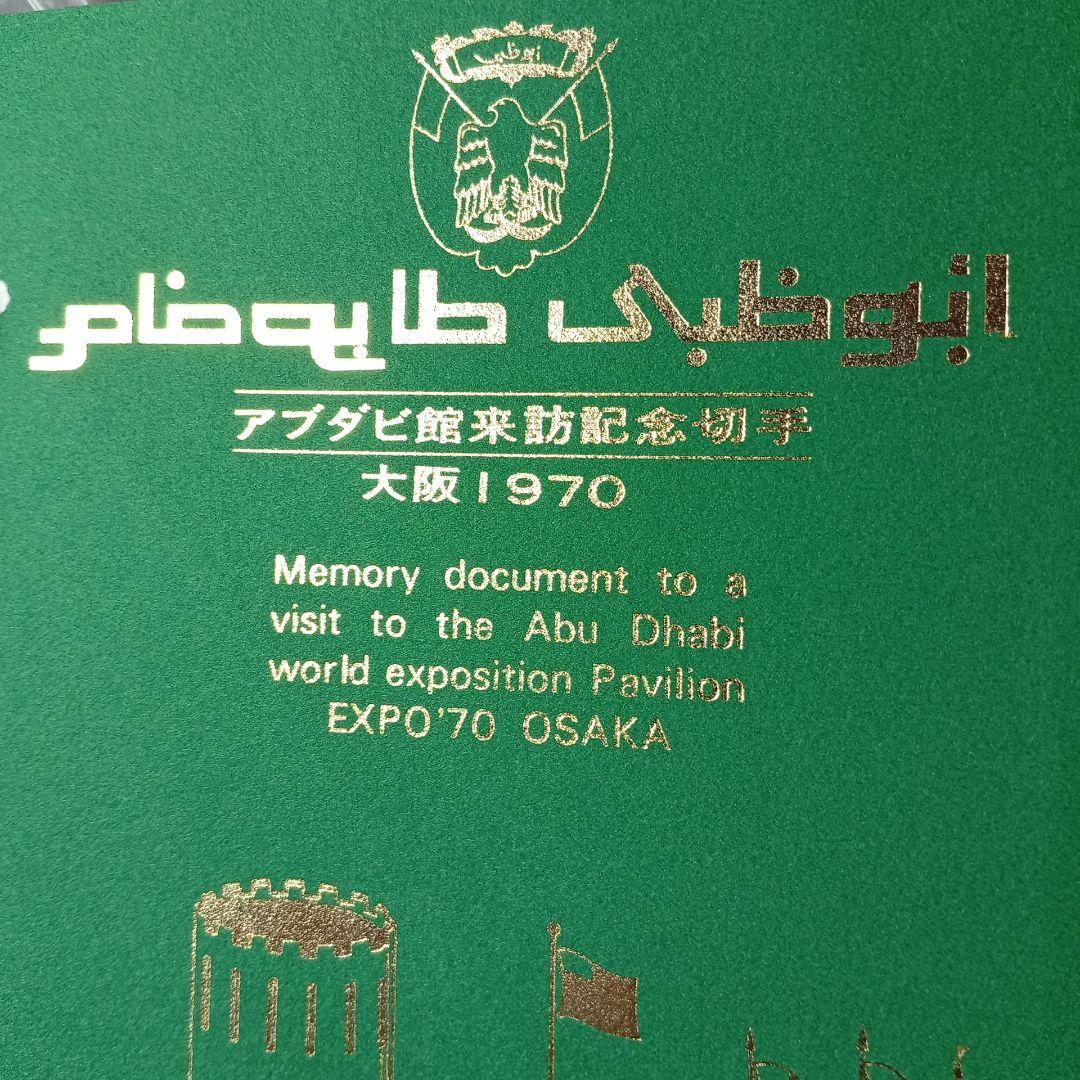 ابوظبي
ابوظبى
アブダビ館来訪記念切手
大阪1970
Memory document to a
visit to the Abu Dhabi
world exposition Pavilion
EXPO'70 OSAKA